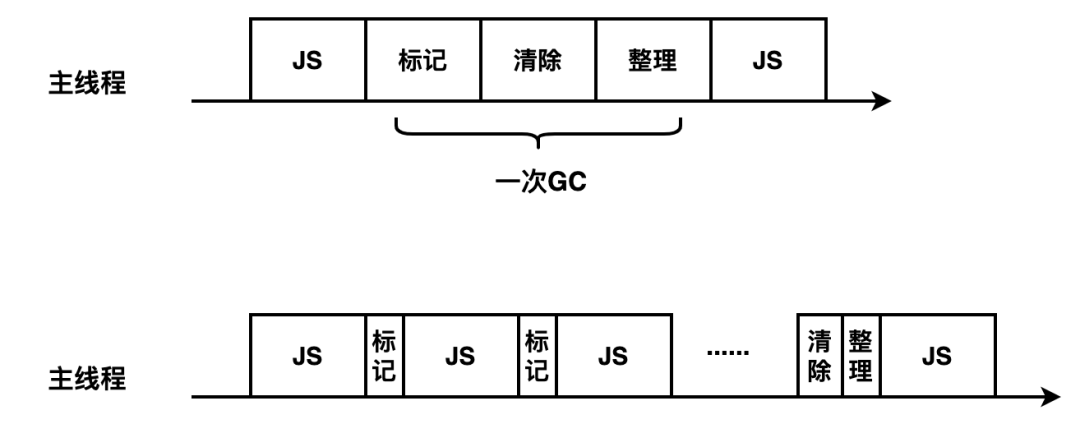 主线程 JS 标记 清除 整理 JS
一次GC
主线程 JS 标记 JS 标记 JS ...... 清除 整理 JS